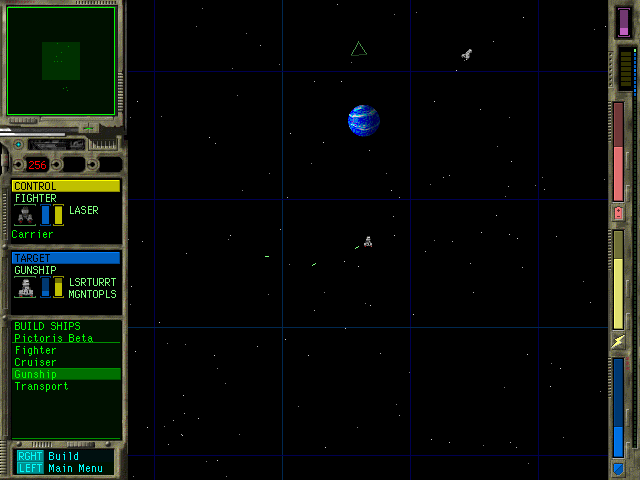 256
CONTROL
FIGHTER
LASER
Carrier
TARGET
GUNSHIP
LSRTURRT
MGNTOPLS
BUILD SHIPS
Pictoris Beta
Fighter
Cruiser
Gunship
Transport
RGHT Build
LEFT Main Menu